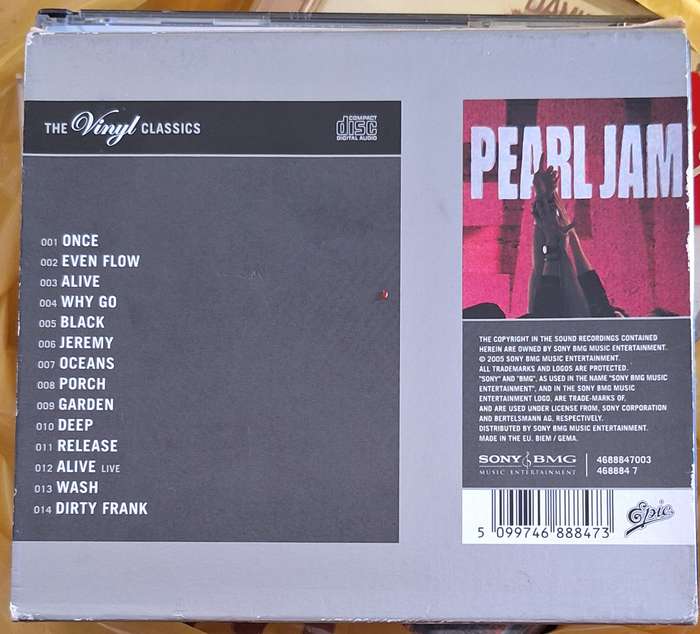 THE Vinyl CLASSICS
COMPACT
disc
DIGITAL AUDIO
001 ONCE
002 EVEN FLOW
003 ALIVE
004 WHY GO
005 BLACK
006 JEREMY
007 OCEANS
008 PORCH
009 GARDEN
010 DEEP
011 RELEASE
012 ALIVE LIVE
013 WASH
014 DIRTY FRANK
PEARL JAM
THE COPYRIGHT IN THE SOUND RECORDINGS CONTAINED
HEREIN ARE OWNED BY SONY BMG MUSIC ENTERTAINMENT.
© 2005 SONY BMG MUSIC ENTERTAINMENT.
ALL TRADEMARKS AND LOGOS ARE PROTECTED.
"SONY" AND "BMG", AS USED IN THE NAME "SONY BMG MUSIC
ENTERTAINMENT", AND IN THE SONY BMG MUSIC
ENTERTAINMENT LOGO, ARE TRADE-MARKS OF,
AND ARE USED UNDER LICENSE FROM, SONY CORPORATION
AND BERTELSMANN AG, RESPECTIVELY.
DISTRIBUTED BY SONY BMG MUSIC ENTERTAINMENT.
MADE IN THE EU. BIEM / GEMA.
SONY BMG
MUSIC ENTERTAINMENT
4688847003
468884 7
5 099746 888473
Epic